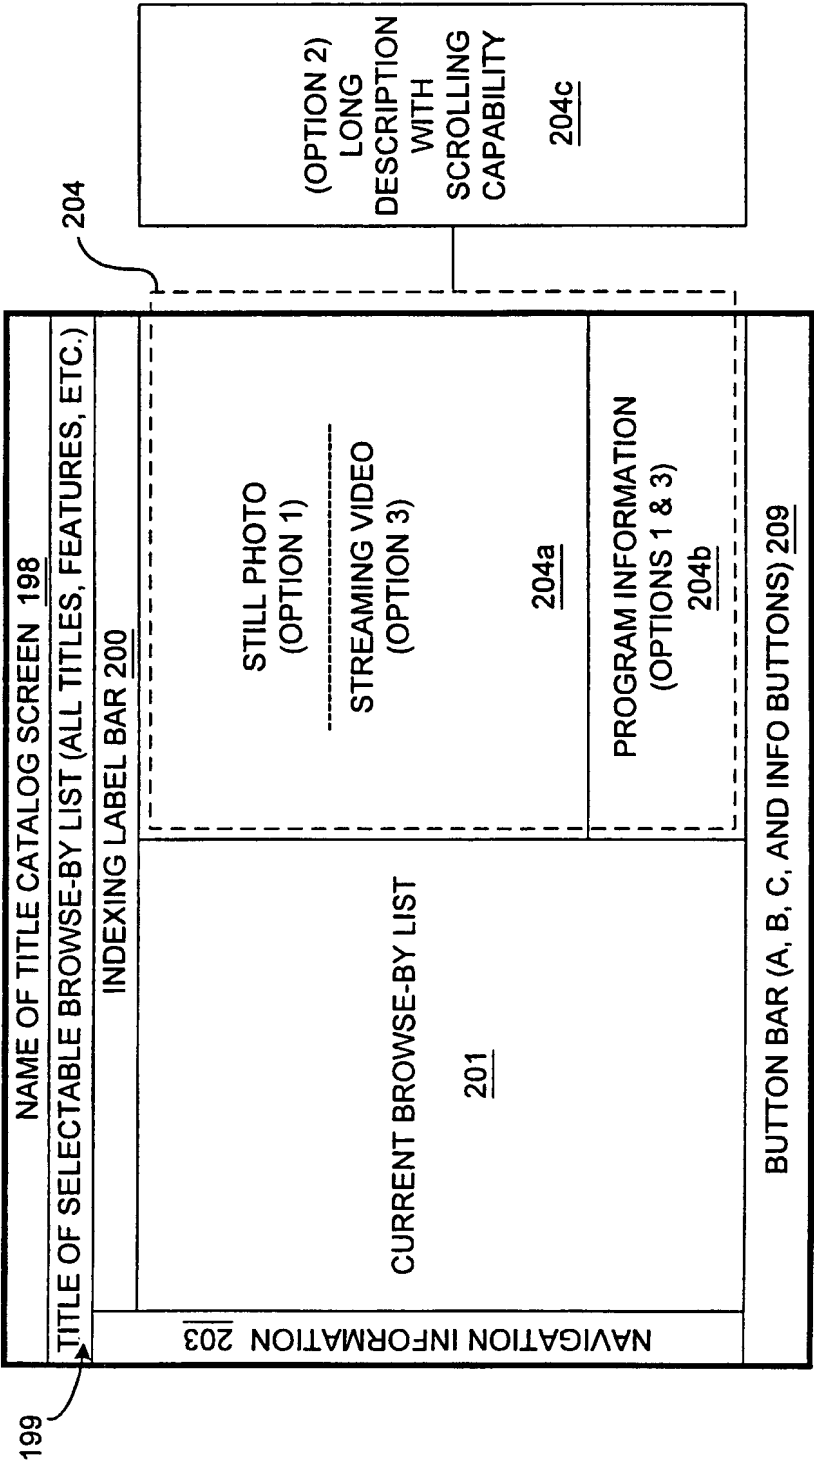 NAME OF TITLE CATALOG SCREEN 198
TITLE OF SELECTABLE BROWSE-BY LIST (ALL TITLES, FEATURES, ETC.)
199
INDEXING LABEL BAR 200
NAVIGATION INFORMATION 203
CURRENT BROWSE-BY LIST
201
204
STILL PHOTO
(OPTION 1)
STREAMING VIDEO
(OPTION 3)
204a
PROGRAM INFORMATION
(OPTIONS 1 & 3)
204b
(OPTION 2)
LONG
DESCRIPTION
WITH
SCROLLING
CAPABILITY
204c
BUTTON BAR (A, B, C, AND INFO BUTTONS) 209